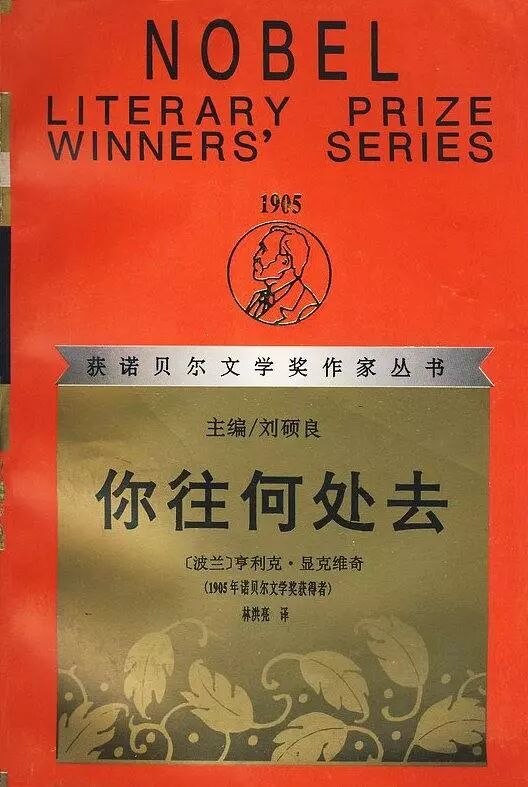 NOBEL
LITERARY PRIZE
WINNERS' SERIES
1905
获诺贝尔文学奖作家丛书
主编/刘硕良
你往何处去
〔波兰〕亨利克·显克维奇
(1905年诺贝尔文学奖获得者)
林洪亮 译